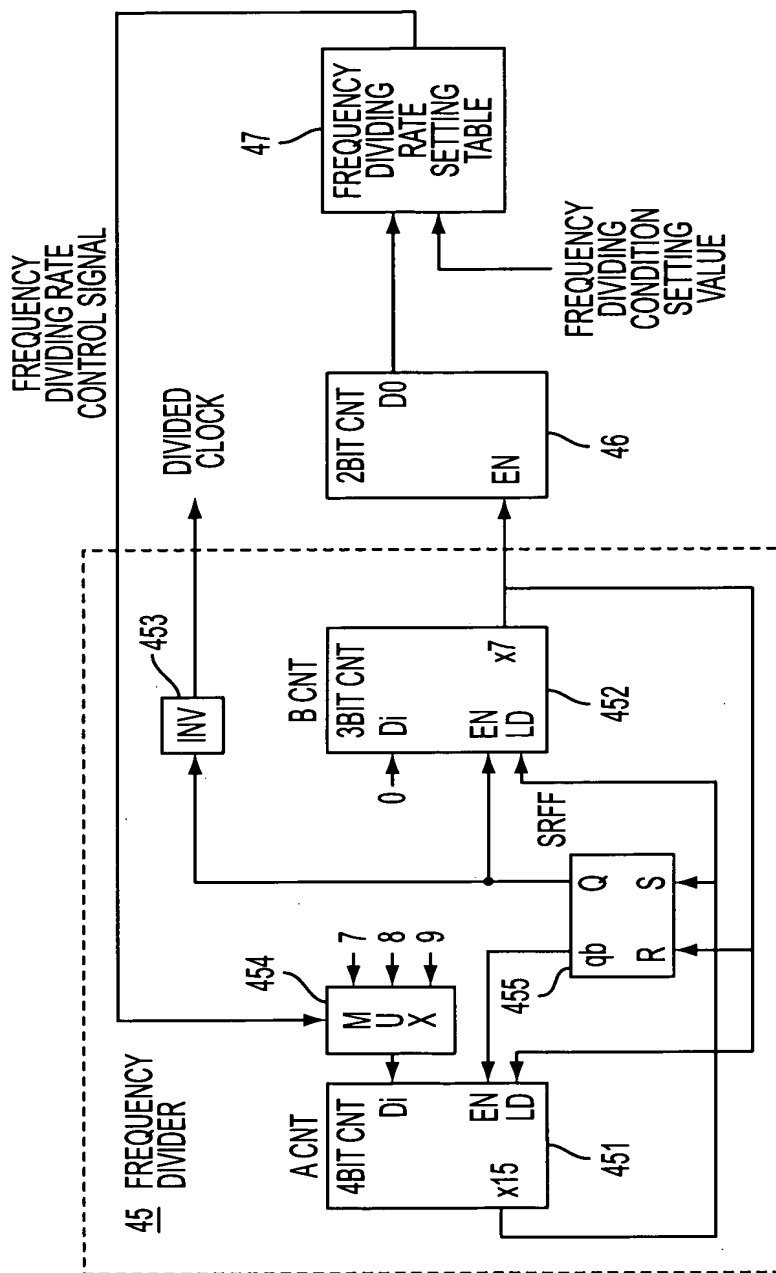 FREQUENCY
DIVIDING RATE
CONTROL SIGNAL
47
FREQUENCY
DIVIDING
RATE
SETTING
TABLE
DIVIDED
CLOCK
FREQUENCY
DIVIDING
CONDITION
SETTING
VALUE
2BIT CNT
D0
EN
46
453
INV
B CNT
3BIT CNT
Di
0
EN
LD
x7
452
SRFF
454
M
U
X
7
8
9
455
qb
Q
R
S
45 FREQUENCY
DIVIDER
A CNT
4BIT CNT
Di
EN
LD
x15
451